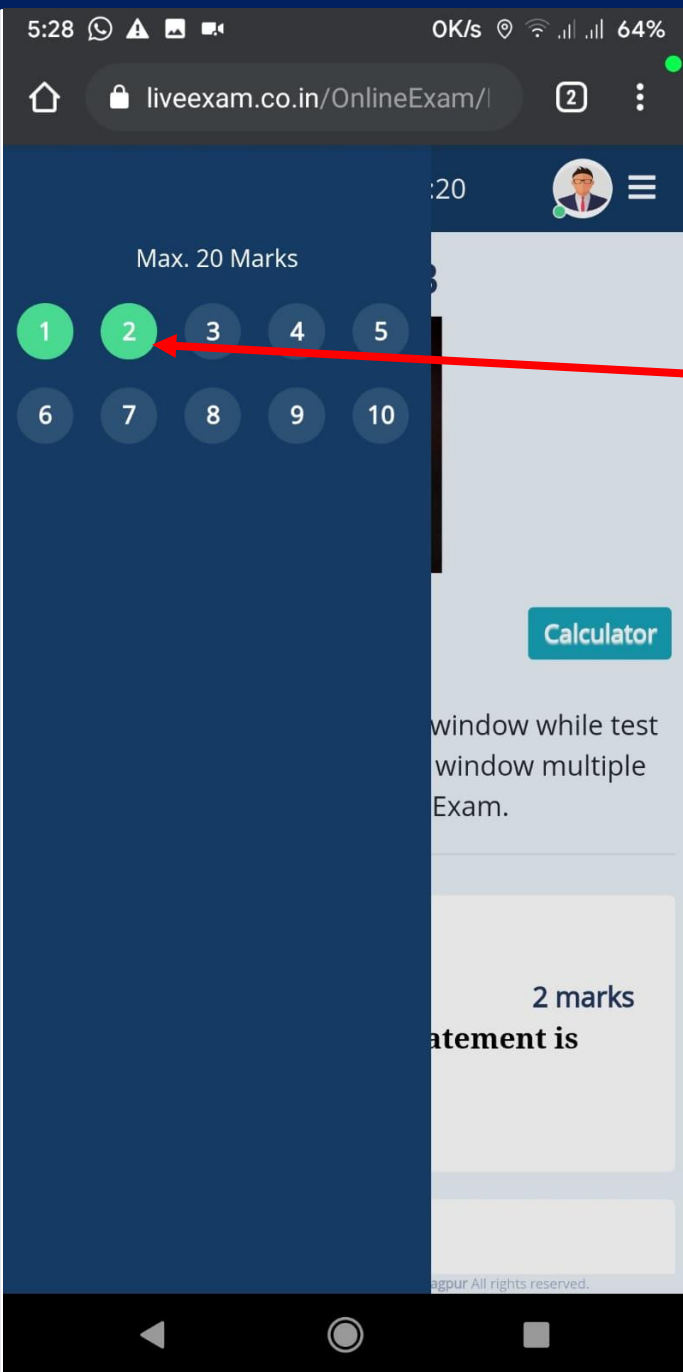 5:28 0K/s 64%
liveexam.co.in/OnlineExam/ 2
:20
Max. 20 Marks
1 2 3 4 5
6 7 8 9 10
Calculator
window while test
window multiple
Exam.
2 marks
atement is
agpur All rights reserved.